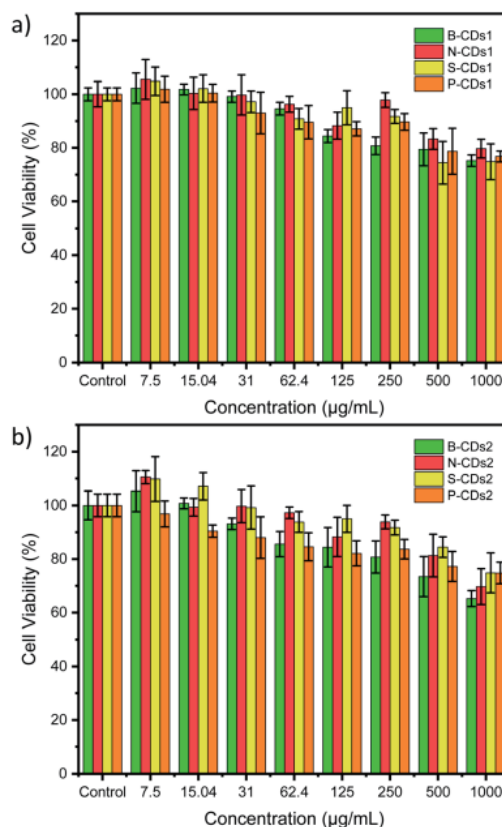 a)
B-CDs1
N-CDs1
S-CDs1
P-CDs1
Cell Viability (%)
120
100
80
60
40
20
0
Control 7.5 15.04 31 62.4 125 250 500 1000
Concentration (µg/mL)
b)
B-CDs2
N-CDs2
S-CDs2
P-CDs2
Cell Viability (%)
120
100
80
60
40
20
0
Control 7.5 15.04 31 62.4 125 250 500 1000
Concentration (µg/mL)